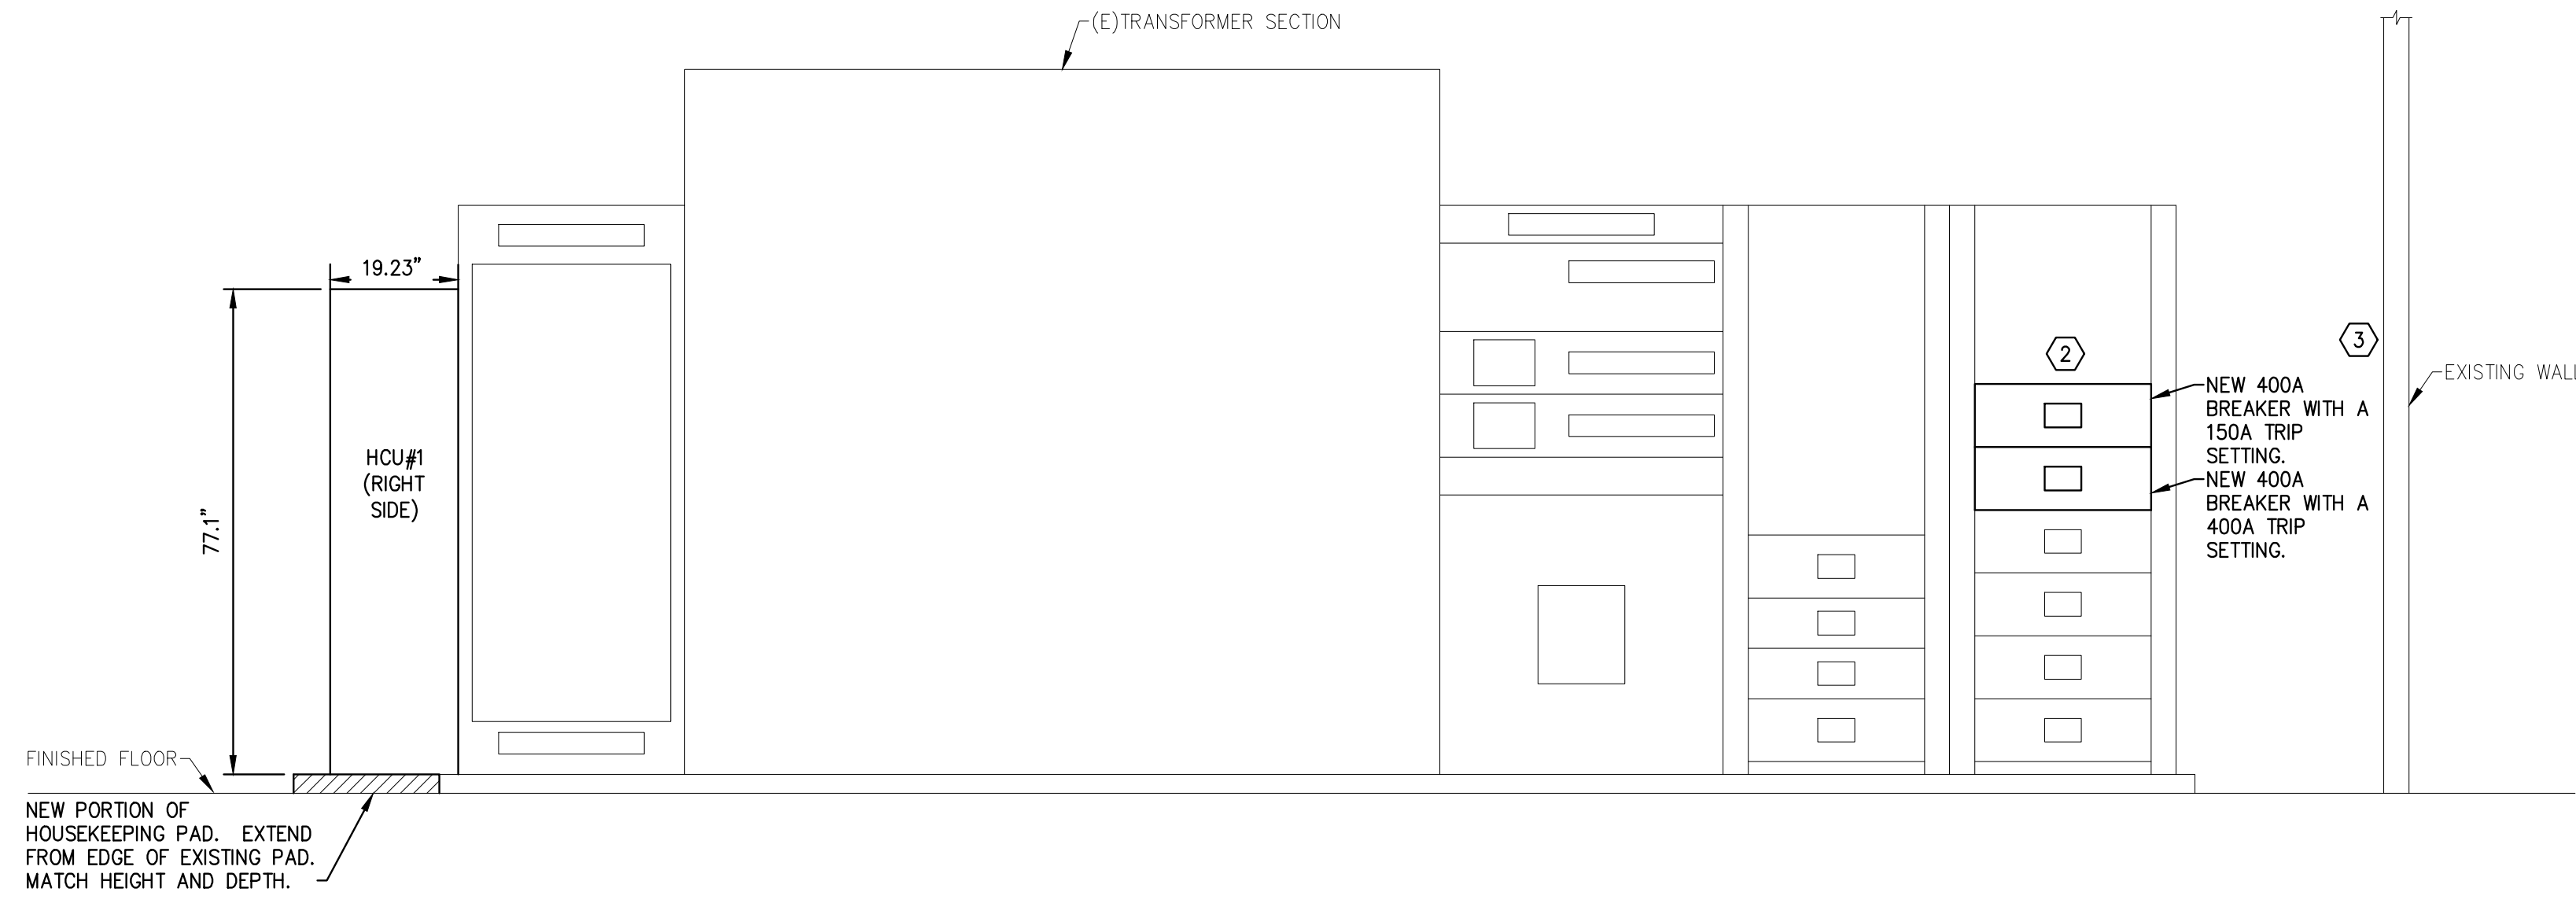 (E)TRANSFORMER SECTION
19.23"
77.1"
HCU#1
(RIGHT
SIDE)
2
3
NEW 400A
BREAKER WITH A
150A TRIP
SETTING.
NEW 400A
BREAKER WITH A
400A TRIP
SETTING.
EXISTING WALL
FINISHED FLOOR
NEW PORTION OF
HOUSEKEEPING PAD. EXTEND
FROM EDGE OF EXISTING PAD.
MATCH HEIGHT AND DEPTH.